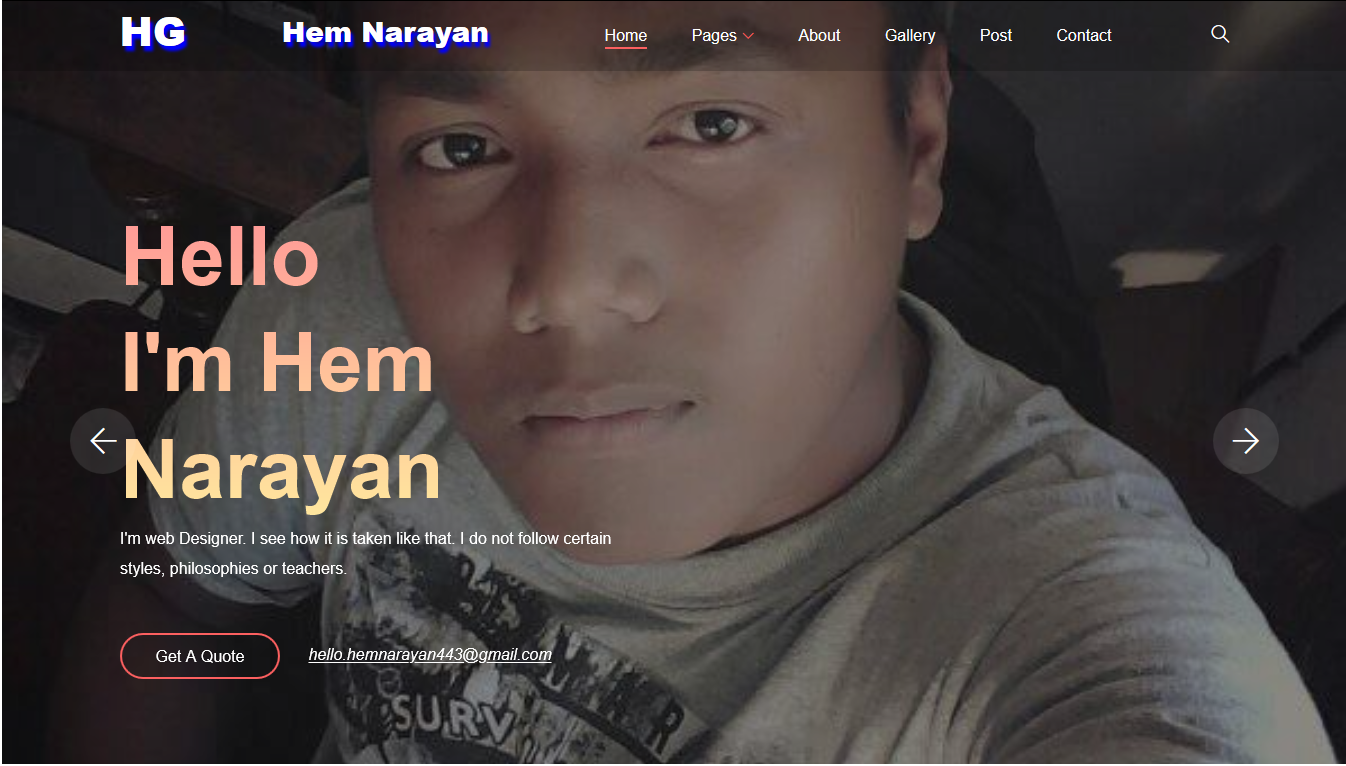 HG
Hem Narayan
Home Pages About Gallery Post Contact
Hello
I'm Hem
Narayan
I'm web Designer. I see how it is taken like that. I do not follow certain
styles, philosophies or teachers.
Get A Quote
hello.hemnarayan443@gmail.com
SURV